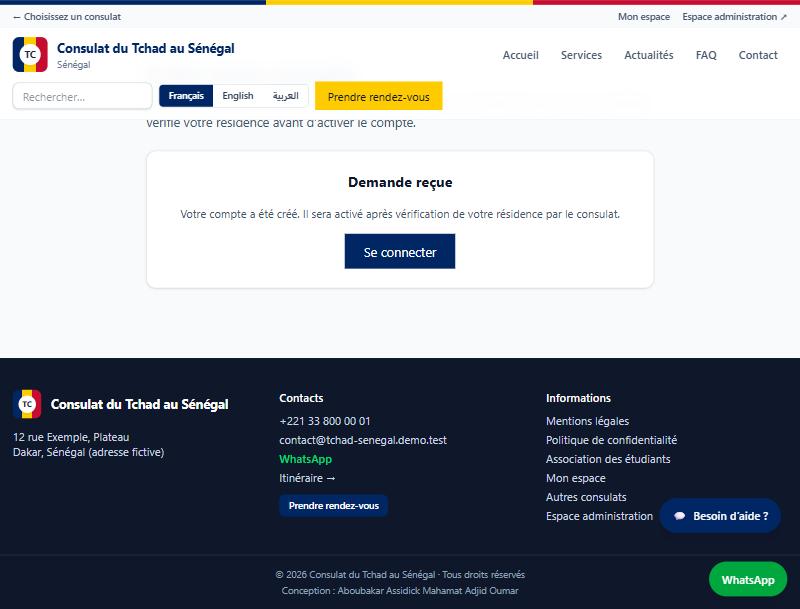 ← Choisissez un consulat
Mon espace
Espace administration ↗
TC
Consulat du Tchad au Sénégal
Sénégal
Accueil
Services
Actualités
FAQ
Contact
Rechercher...
Français
English
العربية
Prendre rendez-vous
vérifie votre résidence avant d'activer le compte.
Demande reçue
Votre compte a été créé. Il sera activé après vérification de votre résidence par le consulat.
Se connecter
TC
Consulat du Tchad au Sénégal
12 rue Exemple, Plateau
Dakar, Sénégal (adresse fictive)
Contacts
+221 33 800 00 01
contact@tchad-senegal.demo.test
WhatsApp
Itinéraire →
Prendre rendez-vous
Informations
Mentions légales
Politique de confidentialité
Association des étudiants
Mon espace
Autres consulats
Espace administration
Besoin d'aide ?
© 2026 Consulat du Tchad au Sénégal · Tous droits réservés
Conception : Aboubakar Assidick Mahamat Adjid Oumar
WhatsApp